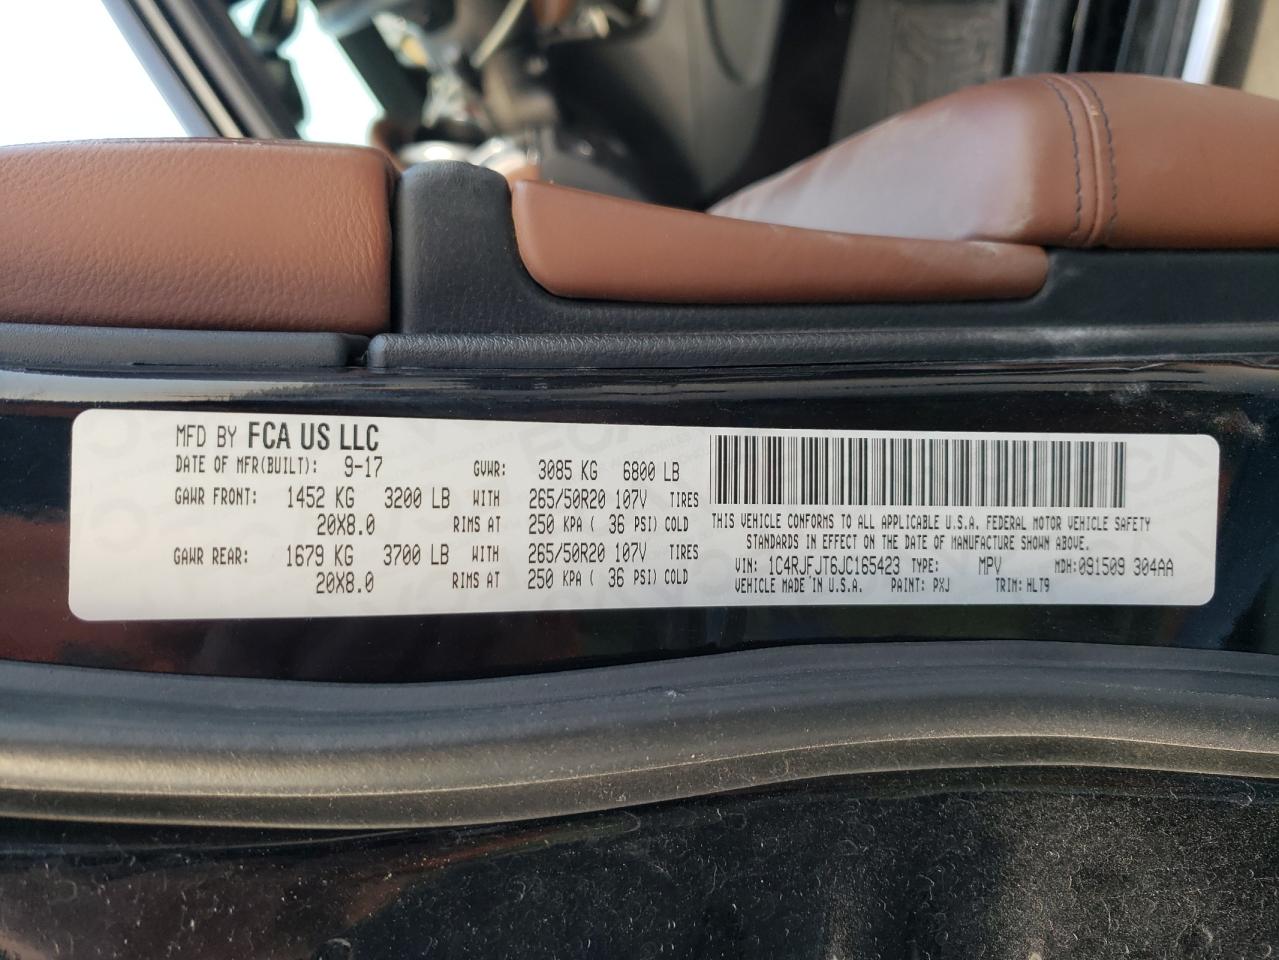 MFD BY FCA US LLC
DATE OF MFR(BUILT): 9-17 GVWR: 3085 KG 6800 LB
GAWR FRONT: 1452 KG 3200 LB WITH 265/50R20 107V TIRES
20X8.0 RIMS AT 250 KPA ( 36 PSI) COLD
GAWR REAR: 1679 KG 3700 LB WITH 265/50R20 107V TIRES
20X8.0 RIMS AT 250 KPA ( 36 PSI) COLD
THIS VEHICLE CONFORMS TO ALL APPLICABLE U.S.A. FEDERAL MOTOR VEHICLE SAFETY
STANDARDS IN EFFECT ON THE DATE OF MANUFACTURE SHOWN ABOVE.
VIN: 1C4RJFJT6JC165423 TYPE: MPV MDH:091509 304AA
VEHICLE MADE IN U.S.A. PAINT: PXJ TRIM: HLT9